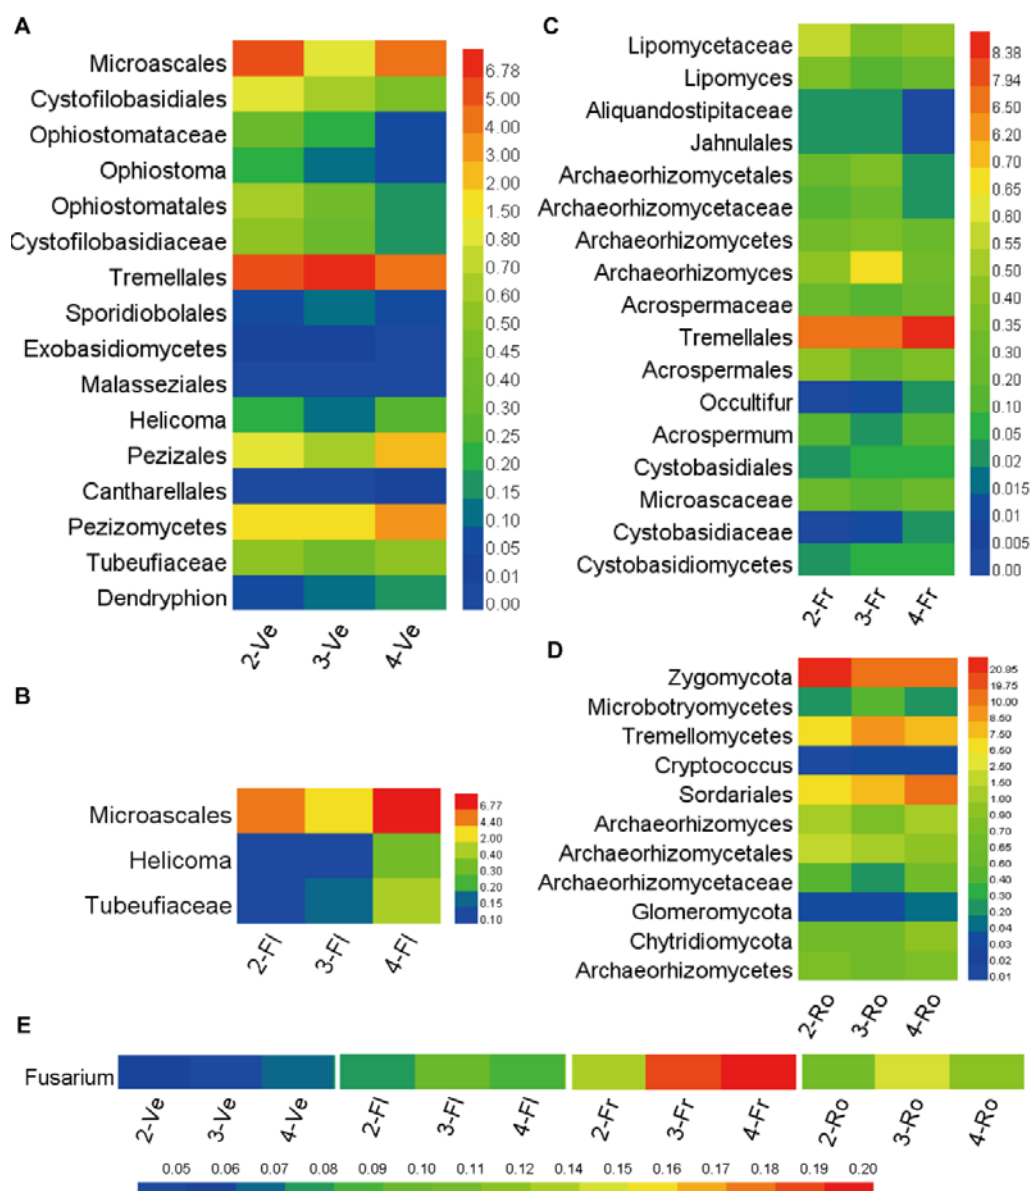 A
Microascales
Cystofilobasidiales
Ophiostomataceae
Ophiostoma
Ophiostomatales
Cystofilobasidiaceae
Tremellales
Sporidiobolales
Exobasidiomycetes
Malasseziales
Helicoma
Pezizales
Cantharellales
Pezizomycetes
Tubeufiaceae
Dendryphion
2-Ve
3-Ve
4-Ve
6.78
5.00
4.00
3.00
2.00
1.50
0.80
0.70
0.60
0.50
0.45
0.40
0.30
0.25
0.20
0.15
0.10
0.05
0.01
0.00
B
Microascales
Helicoma
Tubeufiaceae
2-Fl
3-Fl
4-Fl
6.77
4.40
2.00
0.40
0.30
0.20
0.15
0.10
C
Lipomycetaceae
Lipomyces
Aliquandostipitaceae
Jahnulales
Archaeorhizomycetales
Archaeorhizomycetaceae
Archaeorhizomycetes
Archaeorhizomyces
Acrospermaceae
Tremellales
Acrospermales
Occultifur
Acrospermum
Cystobasidiales
Microascaceae
Cystobasidiaceae
Cystobasidiomycetes
2-Fr
3-Fr
4-Fr
8.38
7.94
6.50
6.20
0.70
0.65
0.60
0.55
0.50
0.40
0.35
0.30
0.20
0.10
0.05
0.02
0.015
0.01
0.005
0.00
D
Zygomycota
Microbotryomycetes
Tremellomycetes
Cryptococcus
Sordariales
Archaeorhizomyces
Archaeorhizomycetales
Archaeorhizomycetaceae
Glomeromycota
Chytridiomycota
Archaeorhizomycetes
2-Ro
3-Ro
4-Ro
20.85
19.75
10.00
8.50
7.50
6.50
2.50
1.50
1.00
0.90
0.70
0.65
0.60
0.40
0.30
0.20
0.04
0.03
0.02
0.01
E
Fusarium
2-Ve
3-Ve
4-Ve
2-Fl
3-Fl
4-Fl
2-Fr
3-Fr
4-Fr
2-Ro
3-Ro
4-Ro
0.05 0.06 0.07 0.08 0.09 0.10 0.11 0.12 0.14 0.15 0.16 0.17 0.18 0.19 0.20